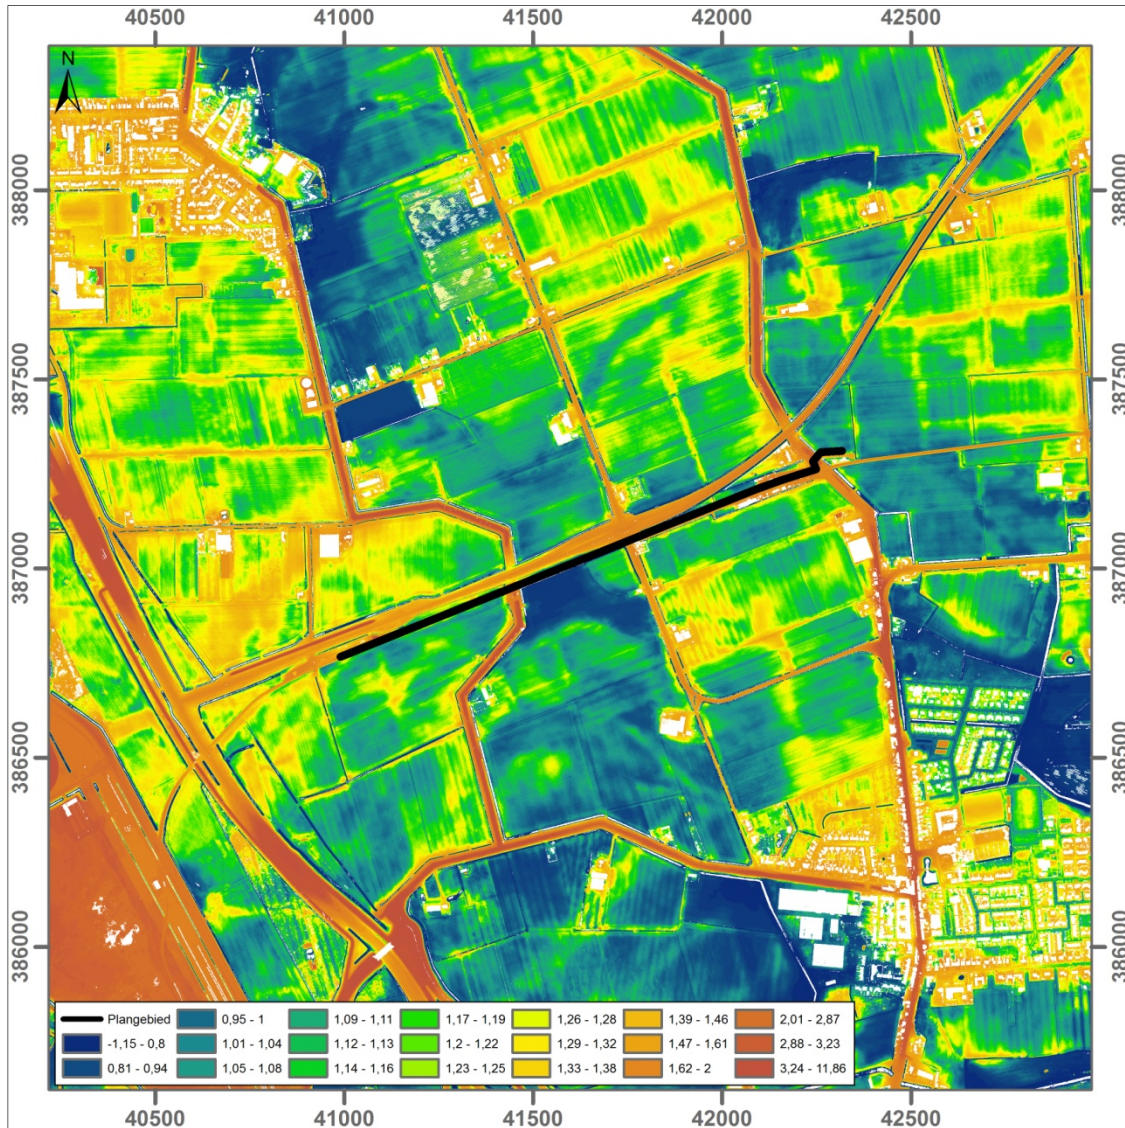 40500 41000 41500 42000 42500
N
388000 388000
387500 387500
387000 387000
386500 386500
386000 386000
Plangebied 0,95 - 1 1,09 - 1,11 1,17 - 1,19 1,26 - 1,28 1,39 - 1,46 2,01 - 2,87
-1,15 - 0,8 1,01 - 1,04 1,12 - 1,13 1,2 - 1,22 1,29 - 1,32 1,47 - 1,61 2,88 - 3,23
0,81 - 0,94 1,05 - 1,08 1,14 - 1,16 1,23 - 1,25 1,33 - 1,38 1,62 - 2 3,24 - 11,86
40500 41000 41500 42000 42500